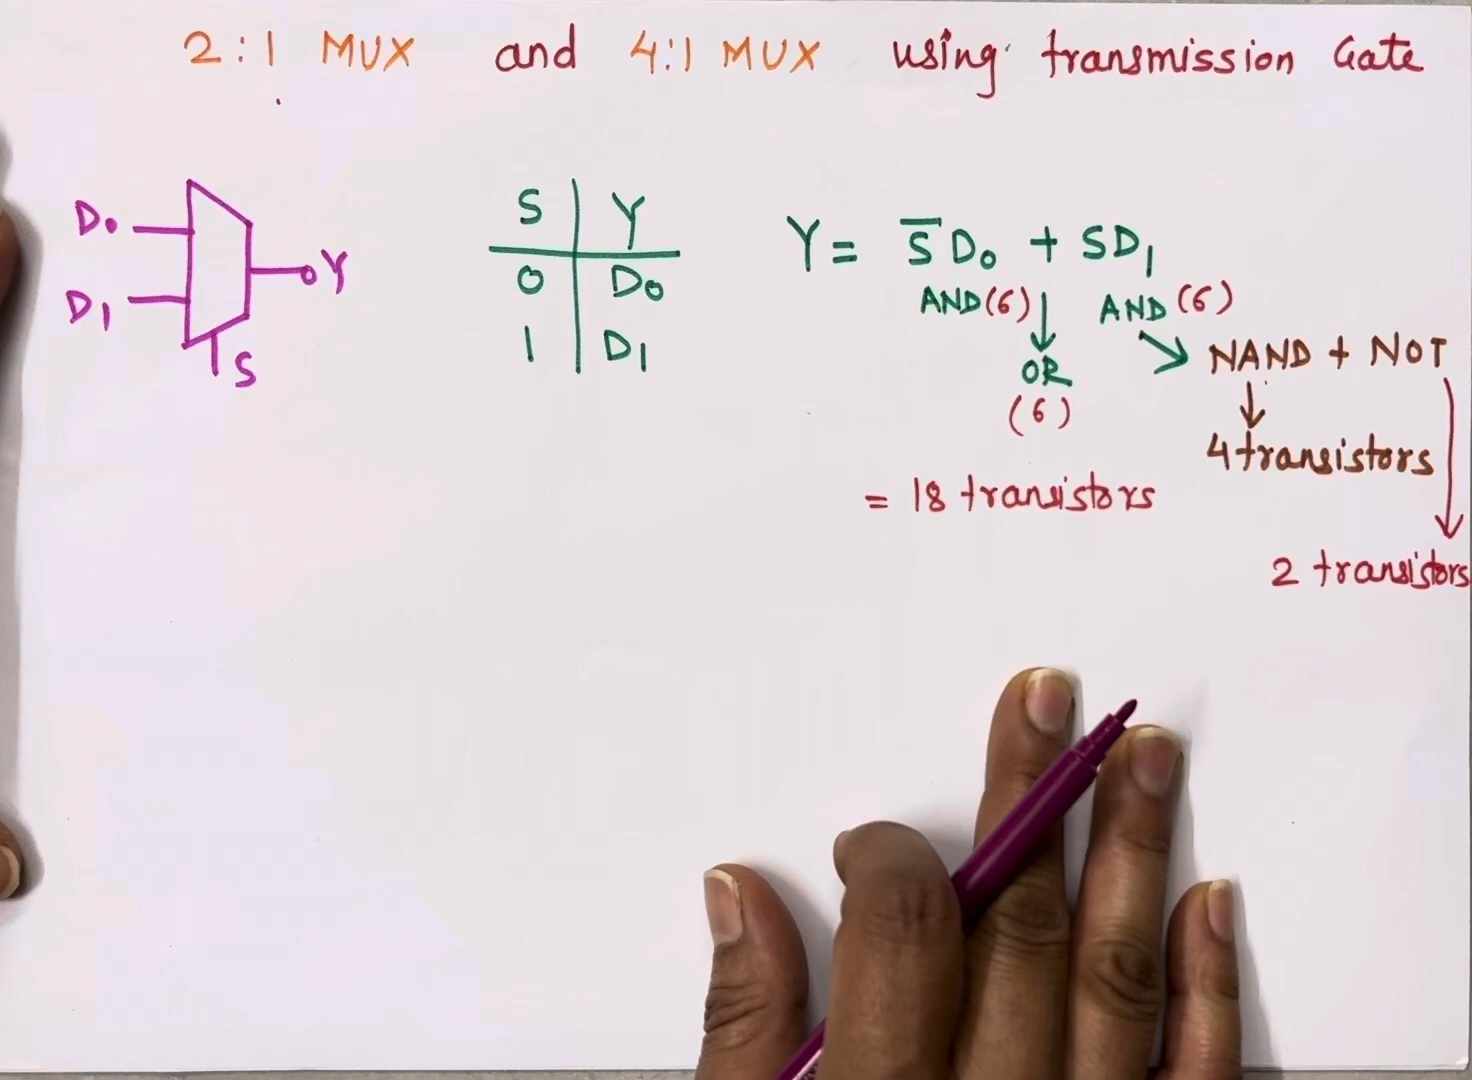 2:1 MUX and 4:1 MUX using transmission Gate
D₀
D₁
Y
S
S Y
0 D₀
1 D₁
Y = S̅D₀ + SD₁
AND(6) AND(6)
OR
(6)
NAND + NOT
4 transistors
= 18 transistors
2 transistors